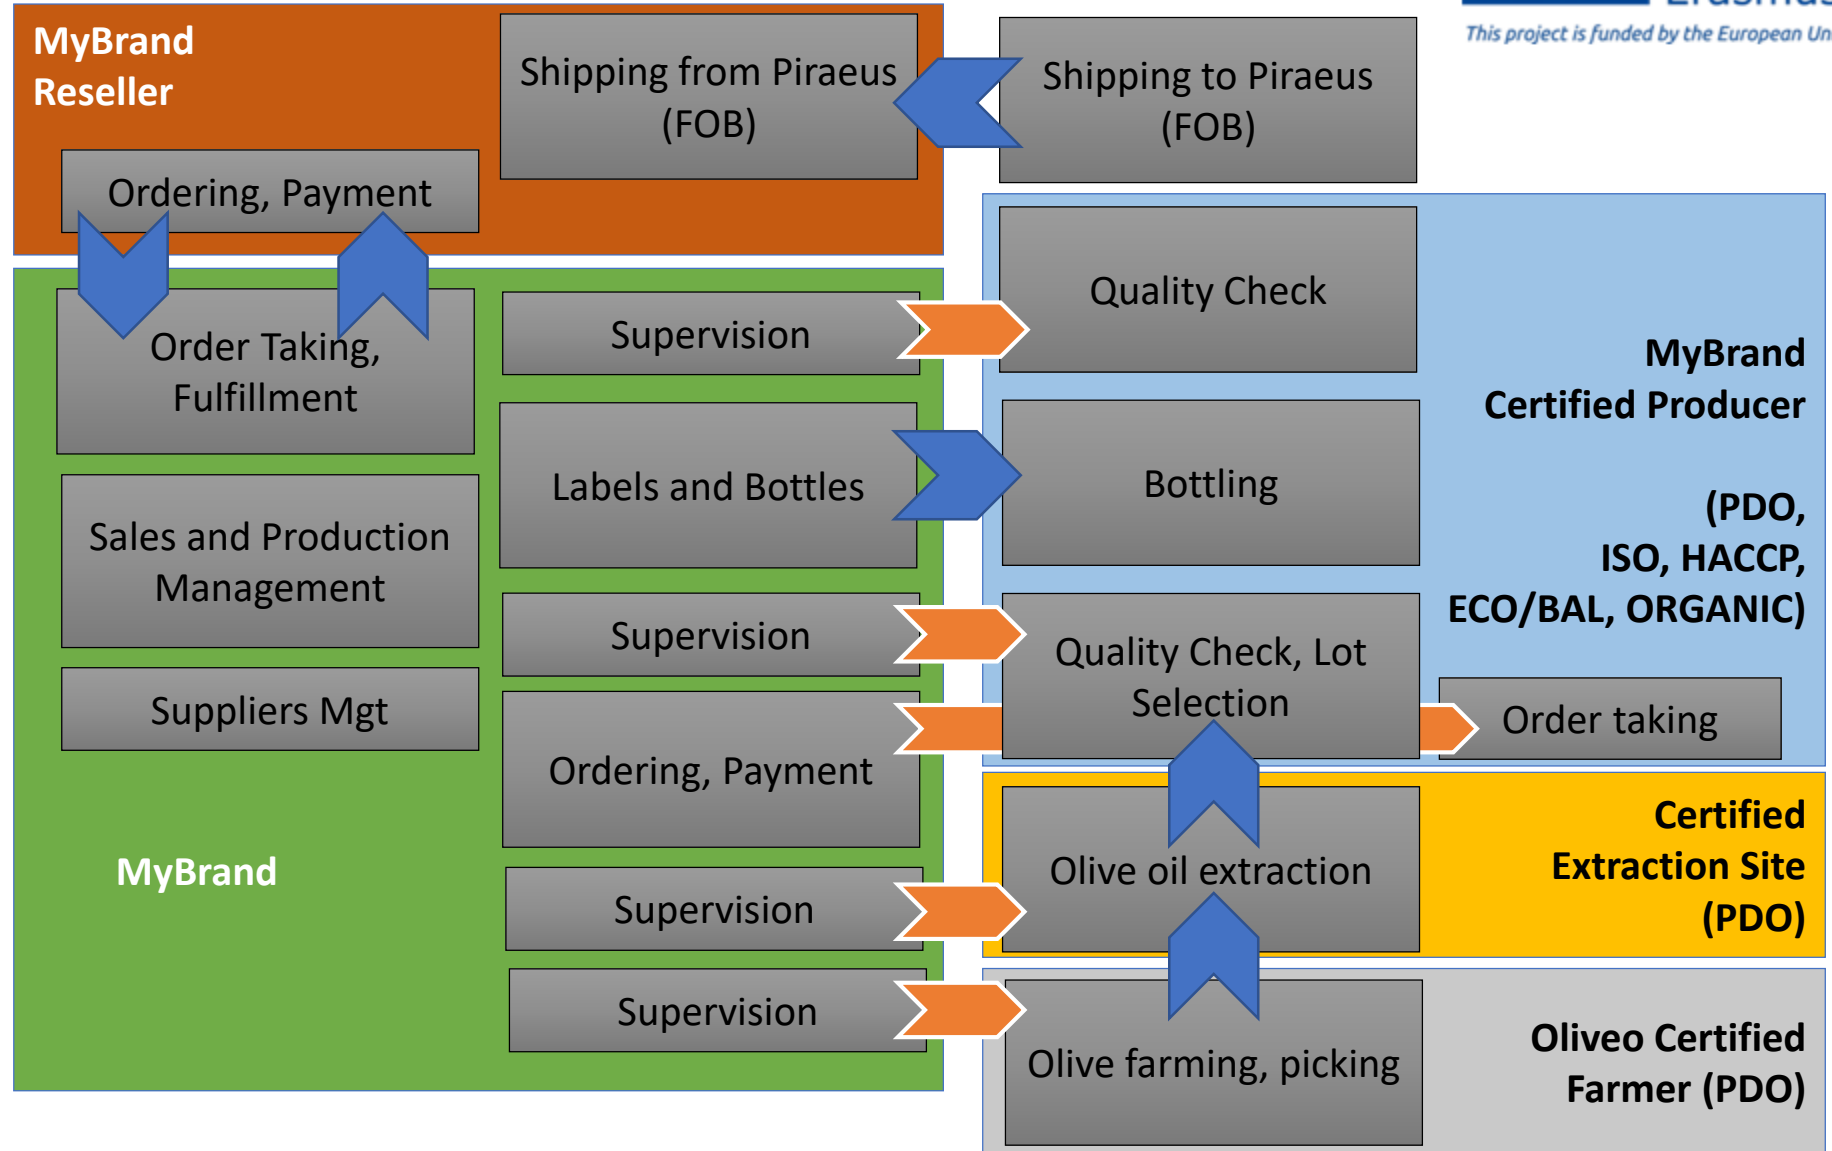 MyBrand
Reseller
Shipping from Piraeus
(FOB)
Shipping to Piraeus
(FOB)
This project is funded by the European Un
Ordering, Payment
Order Taking,
Fulfillment
Sales and Production
Management
Suppliers Mgt
MyBrand
Supervision
Labels and Bottles
Supervision
Ordering, Payment
Supervision
Supervision
Quality Check
Bottling
Quality Check, Lot
Selection
Order taking
MyBrand
Certified Producer
(PDO,
ISO, HACCP,
ECO/BAL, ORGANIC)
Olive oil extraction
Certified
Extraction Site
(PDO)
Olive farming, picking
Oliveo Certified
Farmer (PDO)